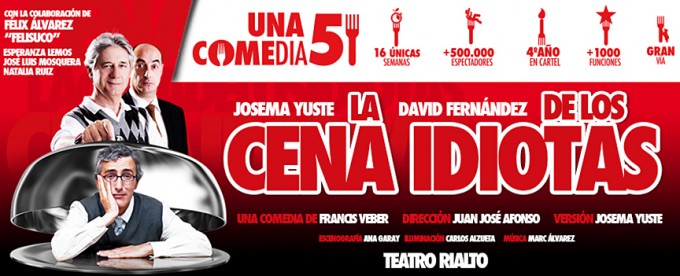 CON LA COLABORACIÓN DE
FÉLIX ÁLVAREZ
"FELISUCO"
ESPERANZA LEMOS
JOSE LUIS MOSQUERA
NATALIA RUIZ
UNA
COMEDIA 5
16 ÚNICAS
SEMANAS
+500.000
ESPECTADORES
4º AÑO
EN CARTEL
+1000
FUNCIONES
GRAN
VÍA
JOSEMA YUSTE LA DAVID FERNÁNDEZ DE LOS
CENA IDIOTAS
UNA COMEDIA DE FRANCIS VEBER DIRECCIÓN JUAN JOSÉ AFONSO VERSIÓN JOSEMA YUSTE
ESCENOGRAFÍA ANA GARAY ILUMINACIÓN CARLOS ALZUETA MÚSICA MARC ÁLVAREZ
TEATRO RIALTO